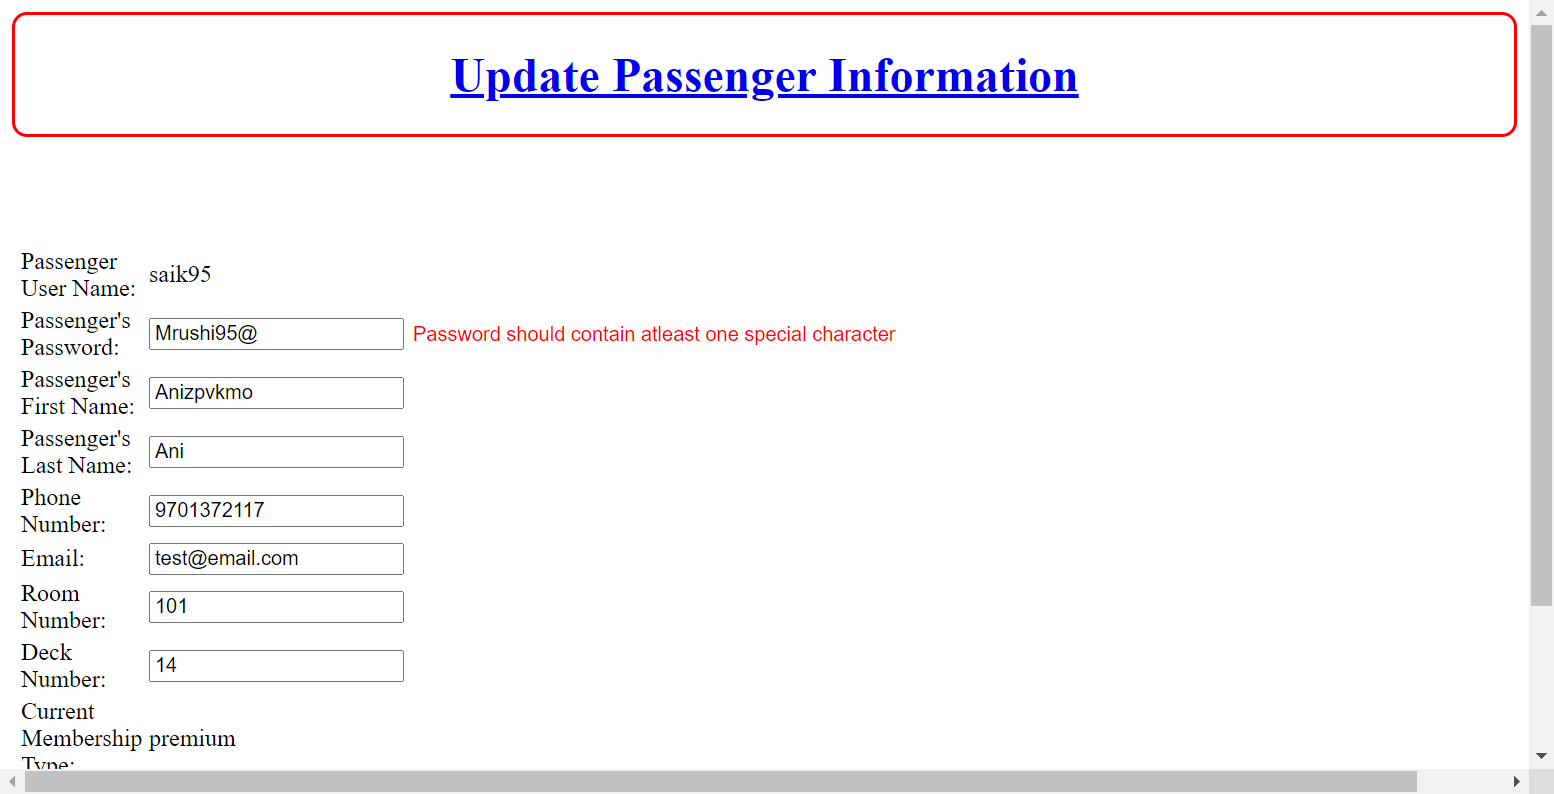 Update Passenger Information
Passenger
User Name:
saik95
Passenger's
Password:
Mrushi95@
Password should contain atleast one special character
Passenger's
First Name:
Anizpvkmo
Passenger's
Last Name:
Ani
Phone
Number:
9701372117
Email:
test@email.com
Room
Number:
101
Deck
Number:
14
Current
Membership premium
Type: